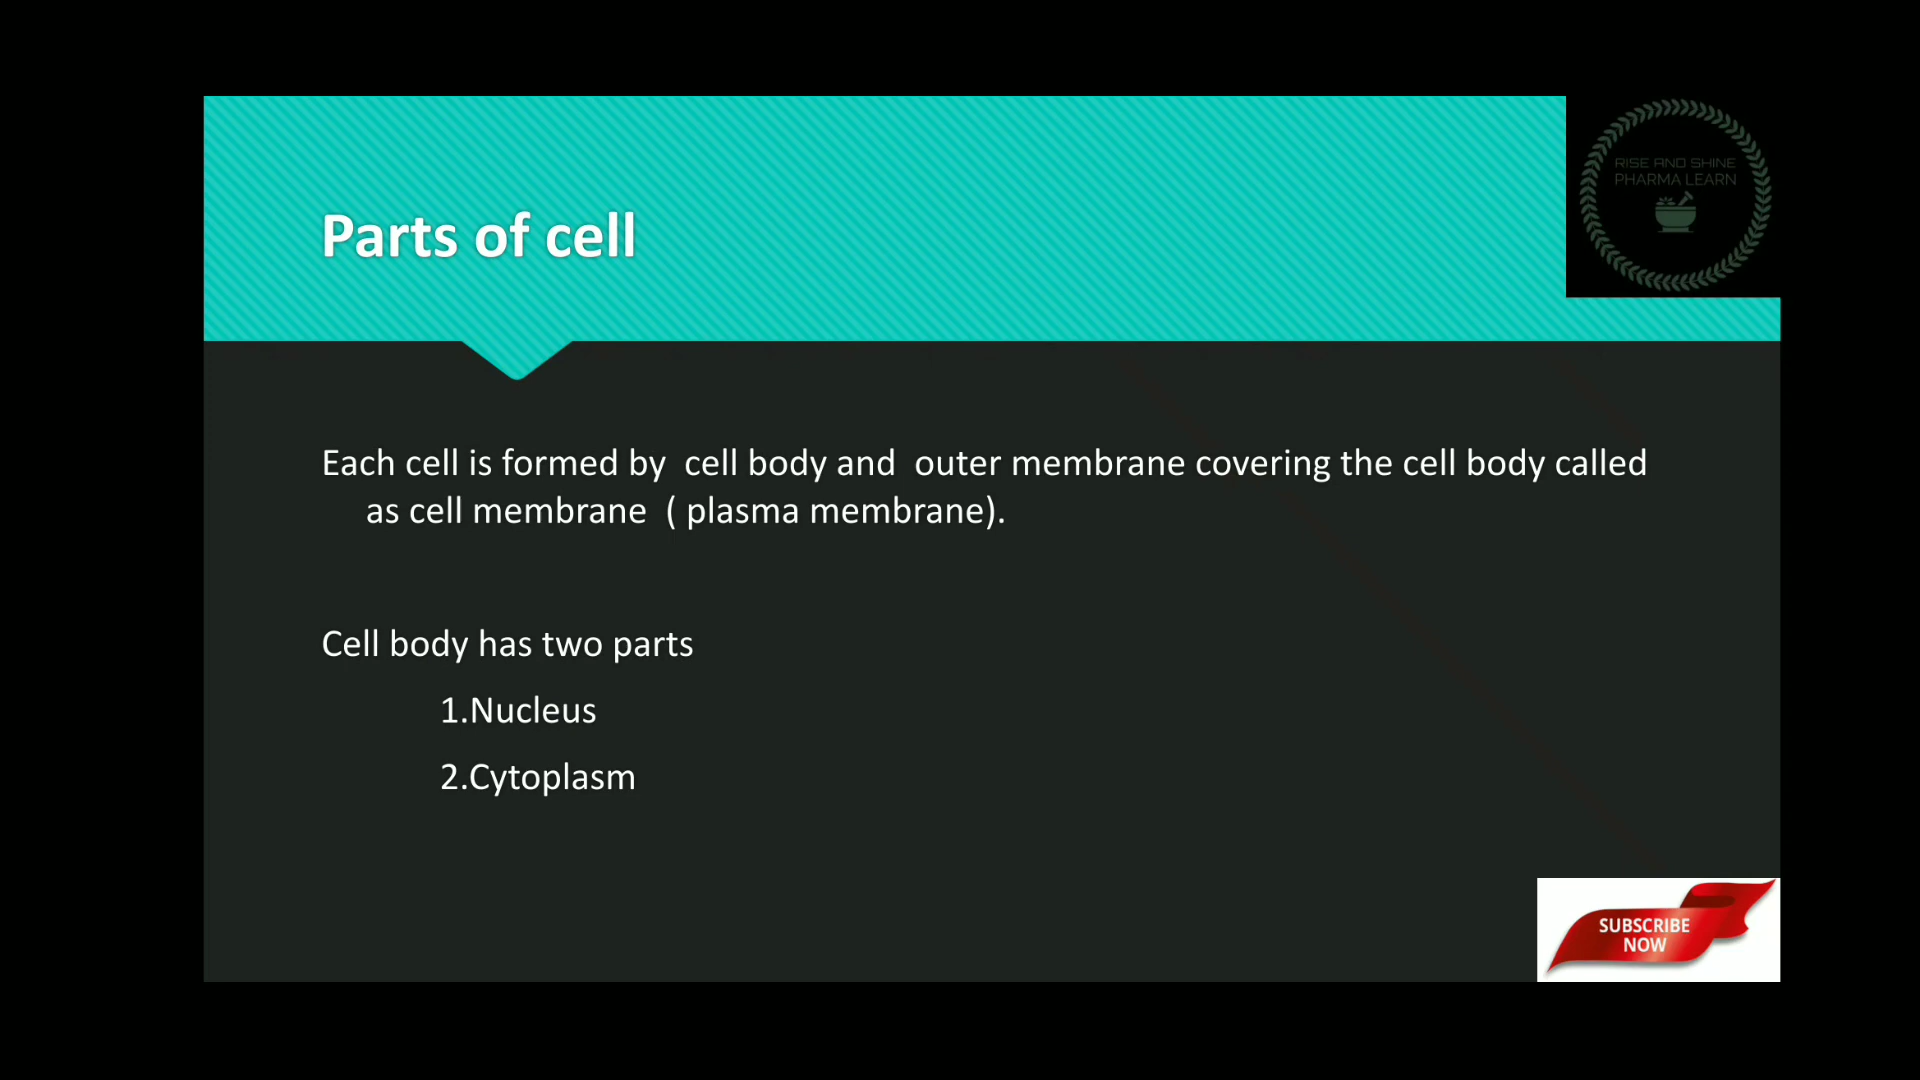 RISE AND SHINE
PHARMA LEARN
Parts of cell
Each cell is formed by  cell body and  outer membrane covering the cell body called
as cell membrane  ( plasma membrane).
Cell body has two parts
1.Nucleus
2.Cytoplasm
SUBSCRIBE
NOW